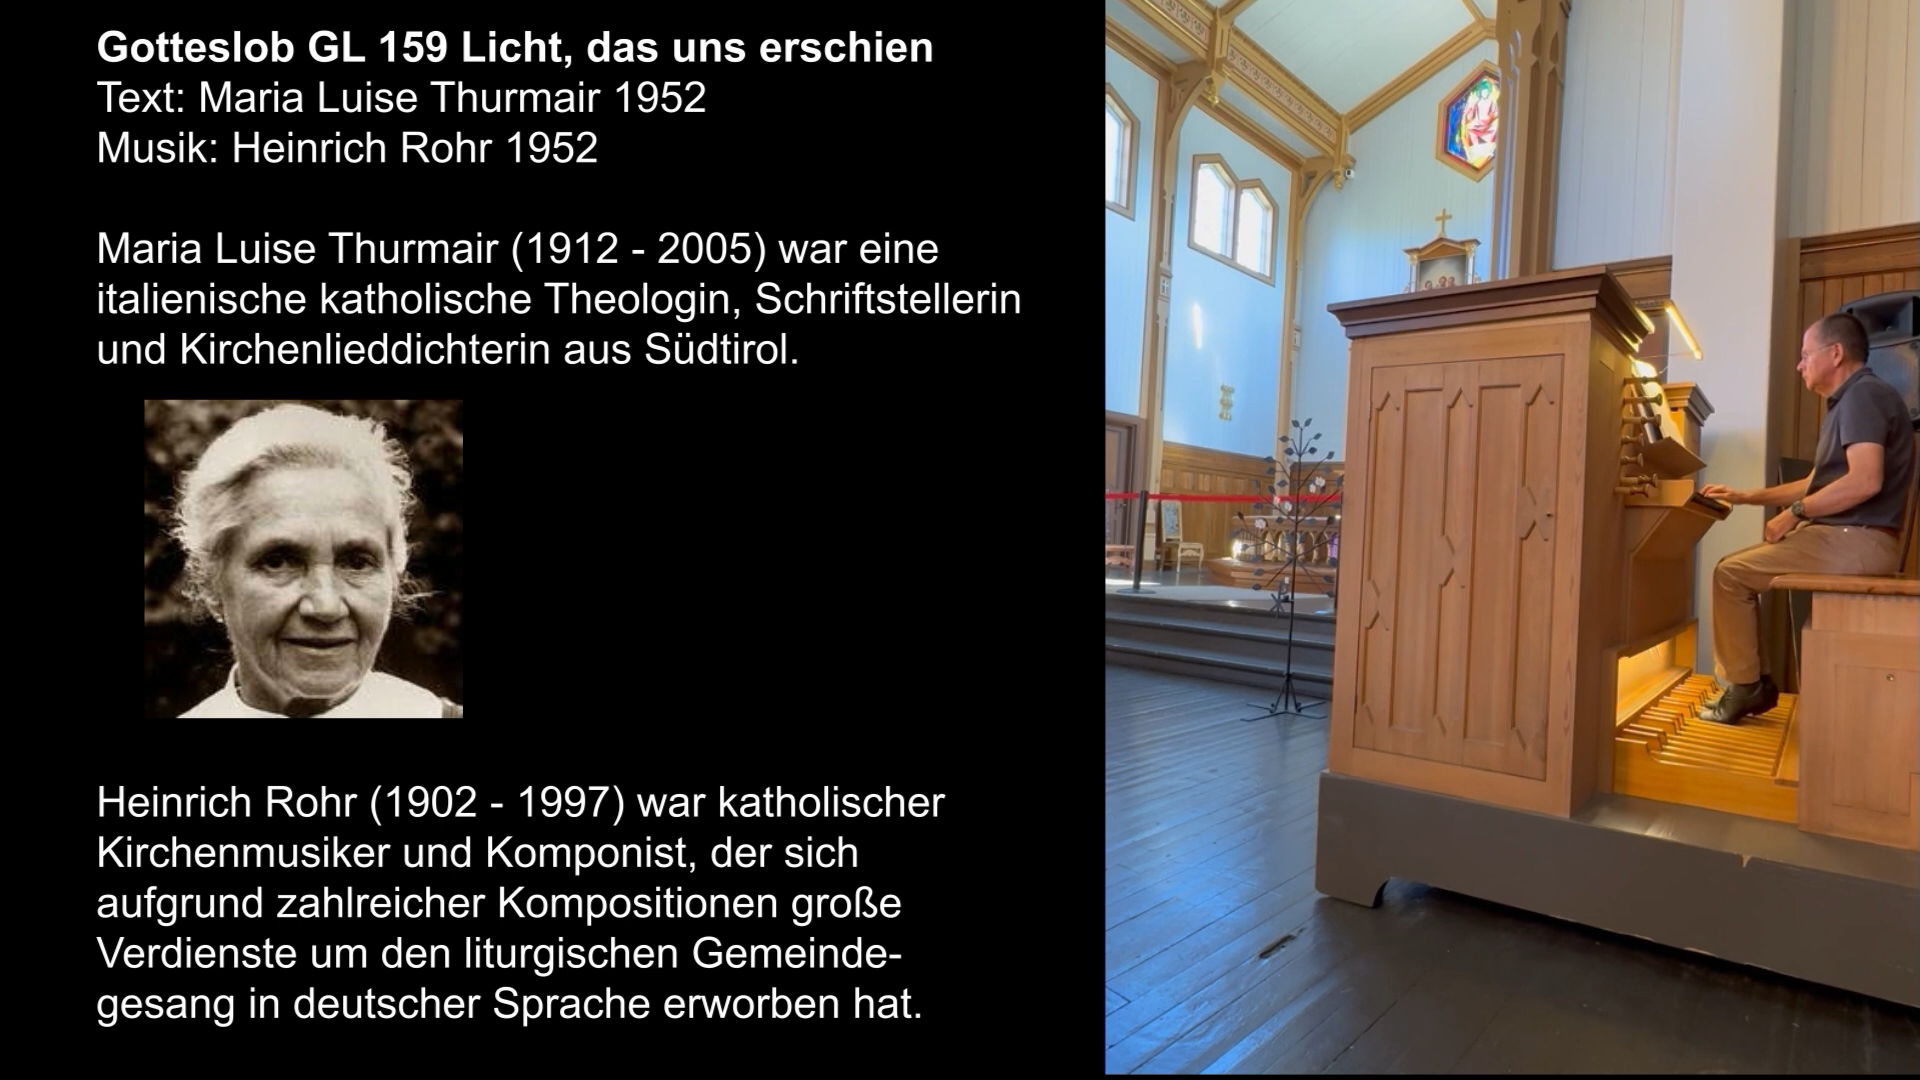 Gotteslob GL 159 Licht, das uns erschien
Text: Maria Luise Thurmair 1952
Musik: Heinrich Rohr 1952
Maria Luise Thurmair (1912 - 2005) war eine
italienische katholische Theologin, Schriftstellerin
und Kirchenlieddichterin aus Südtirol.
Heinrich Rohr (1902 - 1997) war katholischer
Kirchenmusiker und Komponist, der sich
aufgrund zahlreicher Kompositionen große
Verdienste um den liturgischen Gemeinde-
gesang in deutscher Sprache erworben hat.